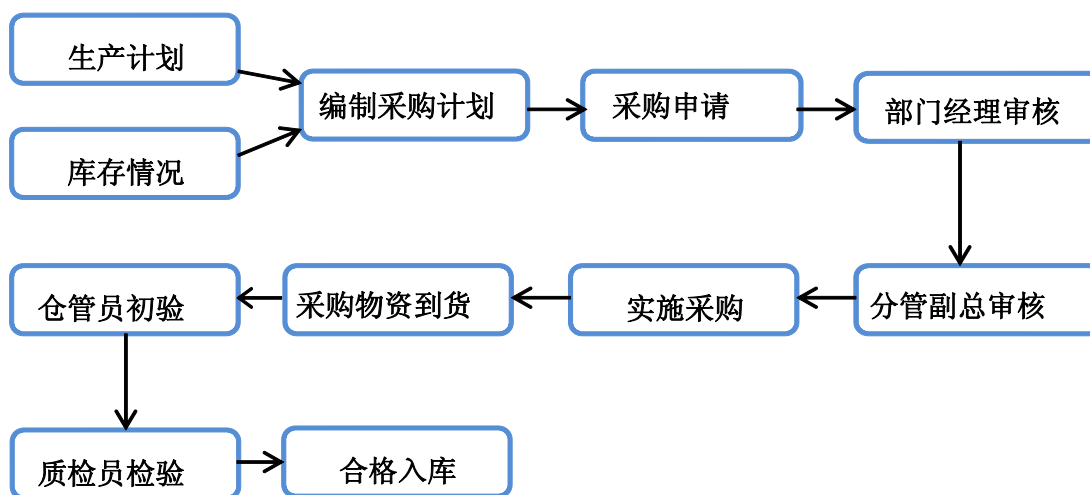 生产计划
库存情况
编制采购计划
采购申请
部门经理审核
分管副总审核
实施采购
采购物资到货
仓管员初验
质检员检验
合格入库